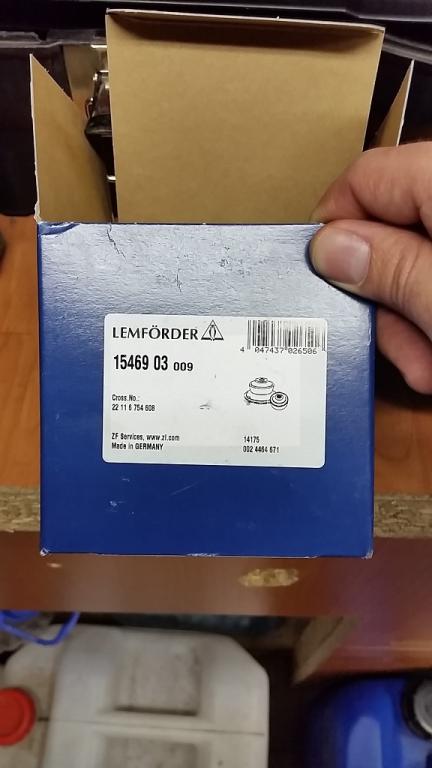 LEMFÖRDER
4 047437 026506
15469 03 009
Cross.No.:
22 11 6 754 608
ZF Services, www.zf.com
Made in GERMANY
14175
002 4464 671